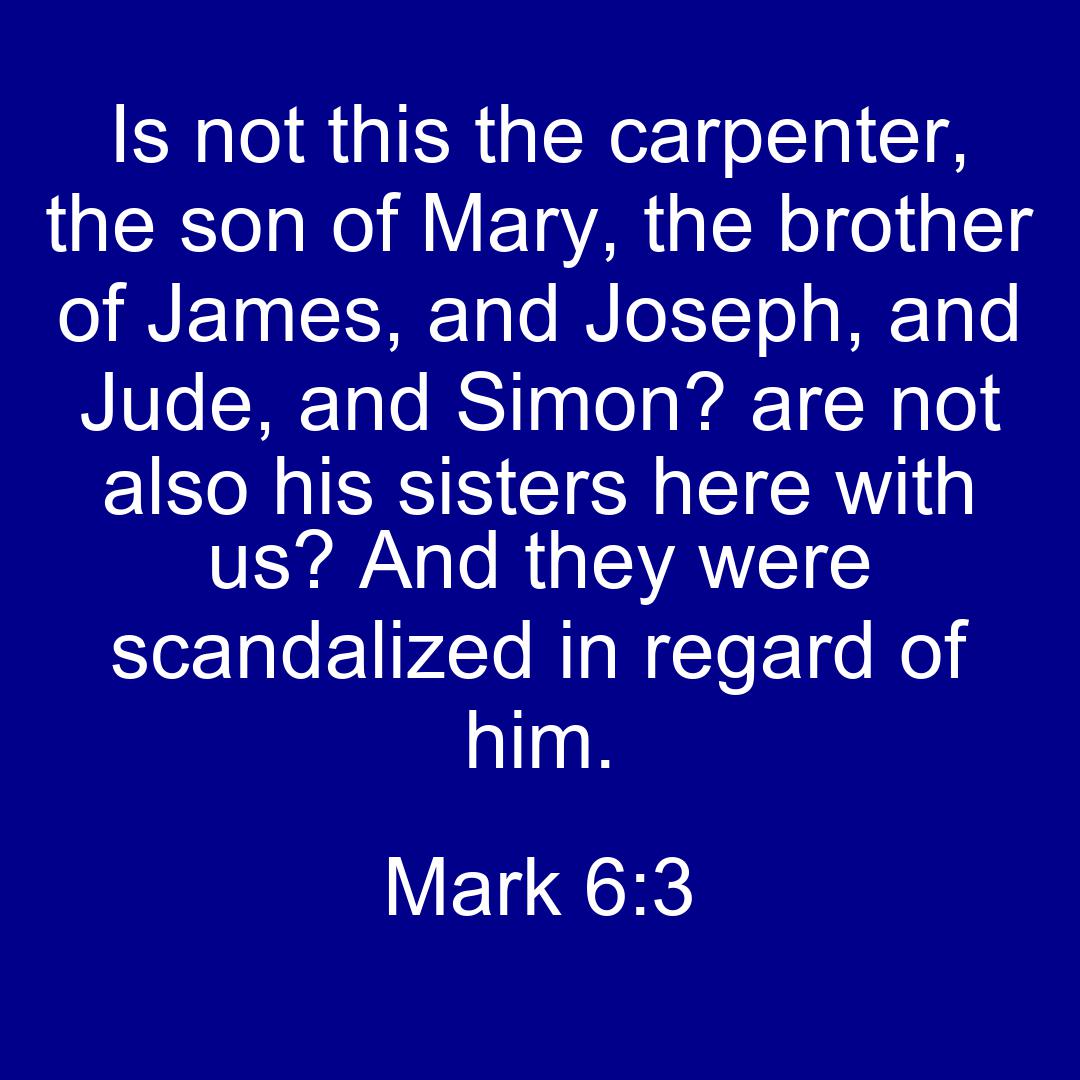 Is not this the carpenter,
the son of Mary, the brother
of James, and Joseph, and
Jude, and Simon? are not
also his sisters here with
us? And they were
scandalized in regard of
him.
Mark 6:3